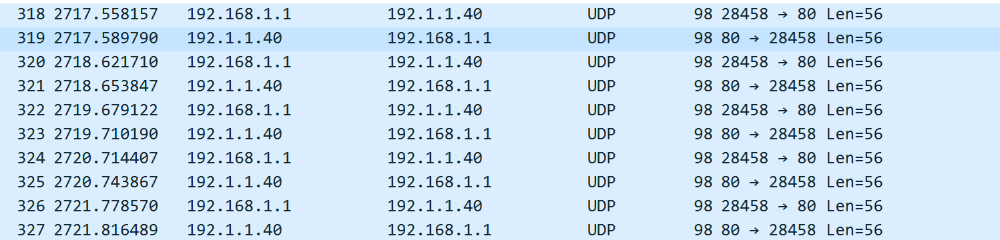 318 2717.558157 192.168.1.1 192.1.1.40 UDP 98 28458 → 80 Len=56
319 2717.589790 192.1.1.40 192.168.1.1 UDP 98 80 → 28458 Len=56
320 2718.621710 192.168.1.1 192.1.1.40 UDP 98 28458 → 80 Len=56
321 2718.653847 192.1.1.40 192.168.1.1 UDP 98 80 → 28458 Len=56
322 2719.679122 192.168.1.1 192.1.1.40 UDP 98 28458 → 80 Len=56
323 2719.710190 192.1.1.40 192.168.1.1 UDP 98 80 → 28458 Len=56
324 2720.714407 192.168.1.1 192.1.1.40 UDP 98 28458 → 80 Len=56
325 2720.743867 192.1.1.40 192.168.1.1 UDP 98 80 → 28458 Len=56
326 2721.778570 192.168.1.1 192.1.1.40 UDP 98 28458 → 80 Len=56
327 2721.816489 192.1.1.40 192.168.1.1 UDP 98 80 → 28458 Len=56